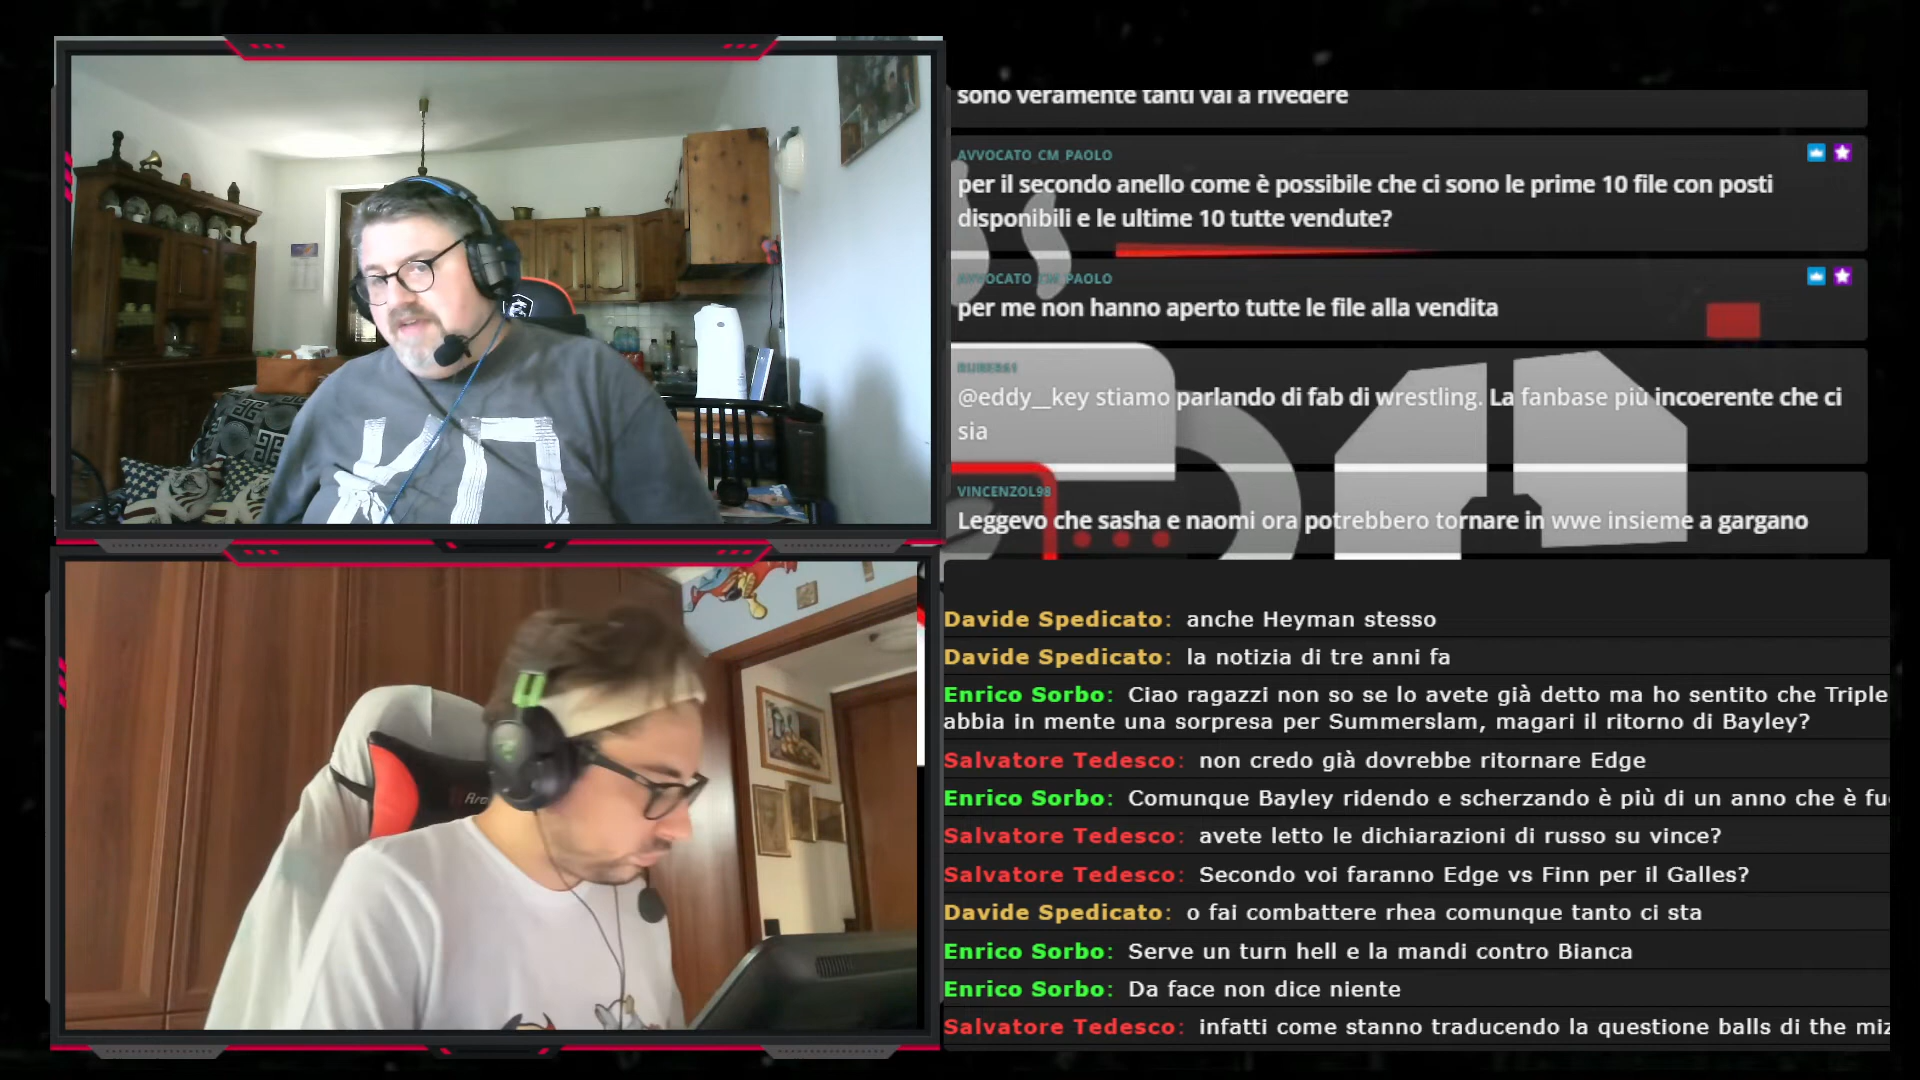 sono veramente tanti vai a rivedere
AVVOCATO CM PAOLO
per il secondo anello come è possibile che ci sono le prime 10 file con posti
disponibili e le ultime 10 tutte vendute?
AVVOCATO CM PAOLO
per me non hanno aperto tutte le file alla vendita
@eddy__key stiamo parlando di fab di wrestling. La fanbase più incoerente che ci
sia
VINCENZOL98
Leggevo che sasha e naomi ora potrebbero tornare in wwe insieme a gargano
Davide Spedicato: anche Heyman stesso
Davide Spedicato: la notizia di tre anni fa
Enrico Sorbo: Ciao ragazzi non so se lo avete già detto ma ho sentito che Triple
abbia in mente una sorpresa per Summerslam, magari il ritorno di Bayley?
Salvatore Tedesco: non credo già dovrebbe ritornare Edge
Enrico Sorbo: Comunque Bayley ridendo e scherzando è più di un anno che è fu
Salvatore Tedesco: avete letto le dichiarazioni di russo su vince?
Salvatore Tedesco: Secondo voi faranno Edge vs Finn per il Galles?
Davide Spedicato: o fai combattere rhea comunque tanto ci sta
Enrico Sorbo: Serve un turn hell e la mandi contro Bianca
Enrico Sorbo: Da face non dice niente
Salvatore Tedesco: infatti come stanno traducendo la questione balls di the miz